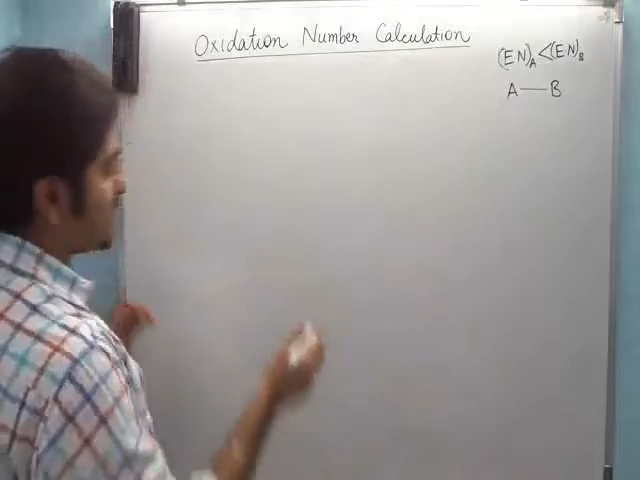 Oxidation Number Calculation
(EN)A <(EN)B
A — B